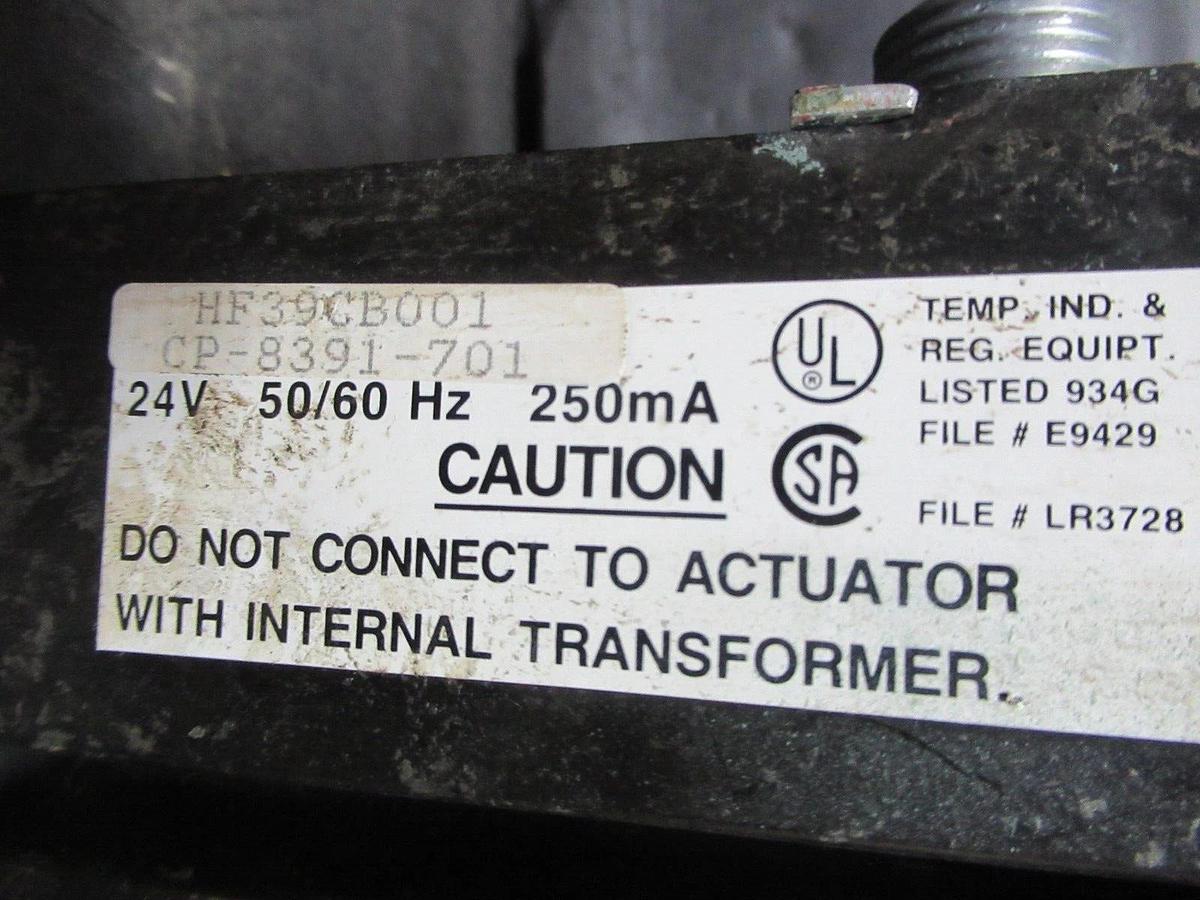 HF39CB001
CP-8391-701
24V 50/60 Hz 250mA
CAUTION
DO NOT CONNECT TO ACTUATOR
WITH INTERNAL TRANSFORMER.
UL ®
TEMP. IND. &
REG. EQUIPT.
LISTED 934G
FILE # E9429
SA
FILE # LR3728